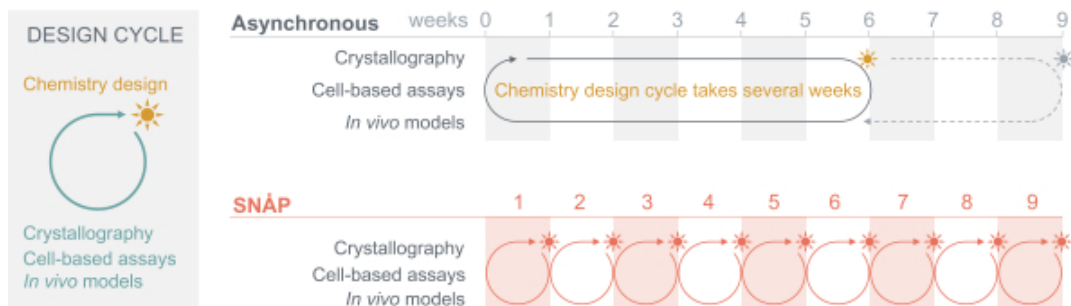 DESIGN CYCLE
Chemistry design
Crystallography
Cell-based assays
In vivo models
Asynchronous weeks 0 1 2 3 4 5 6 7 8 9
Crystallography
Cell-based assays Chemistry design cycle takes several weeks
In vivo models
SNÅP 1 2 3 4 5 6 7 8 9
Crystallography
Cell-based assays
In vivo models